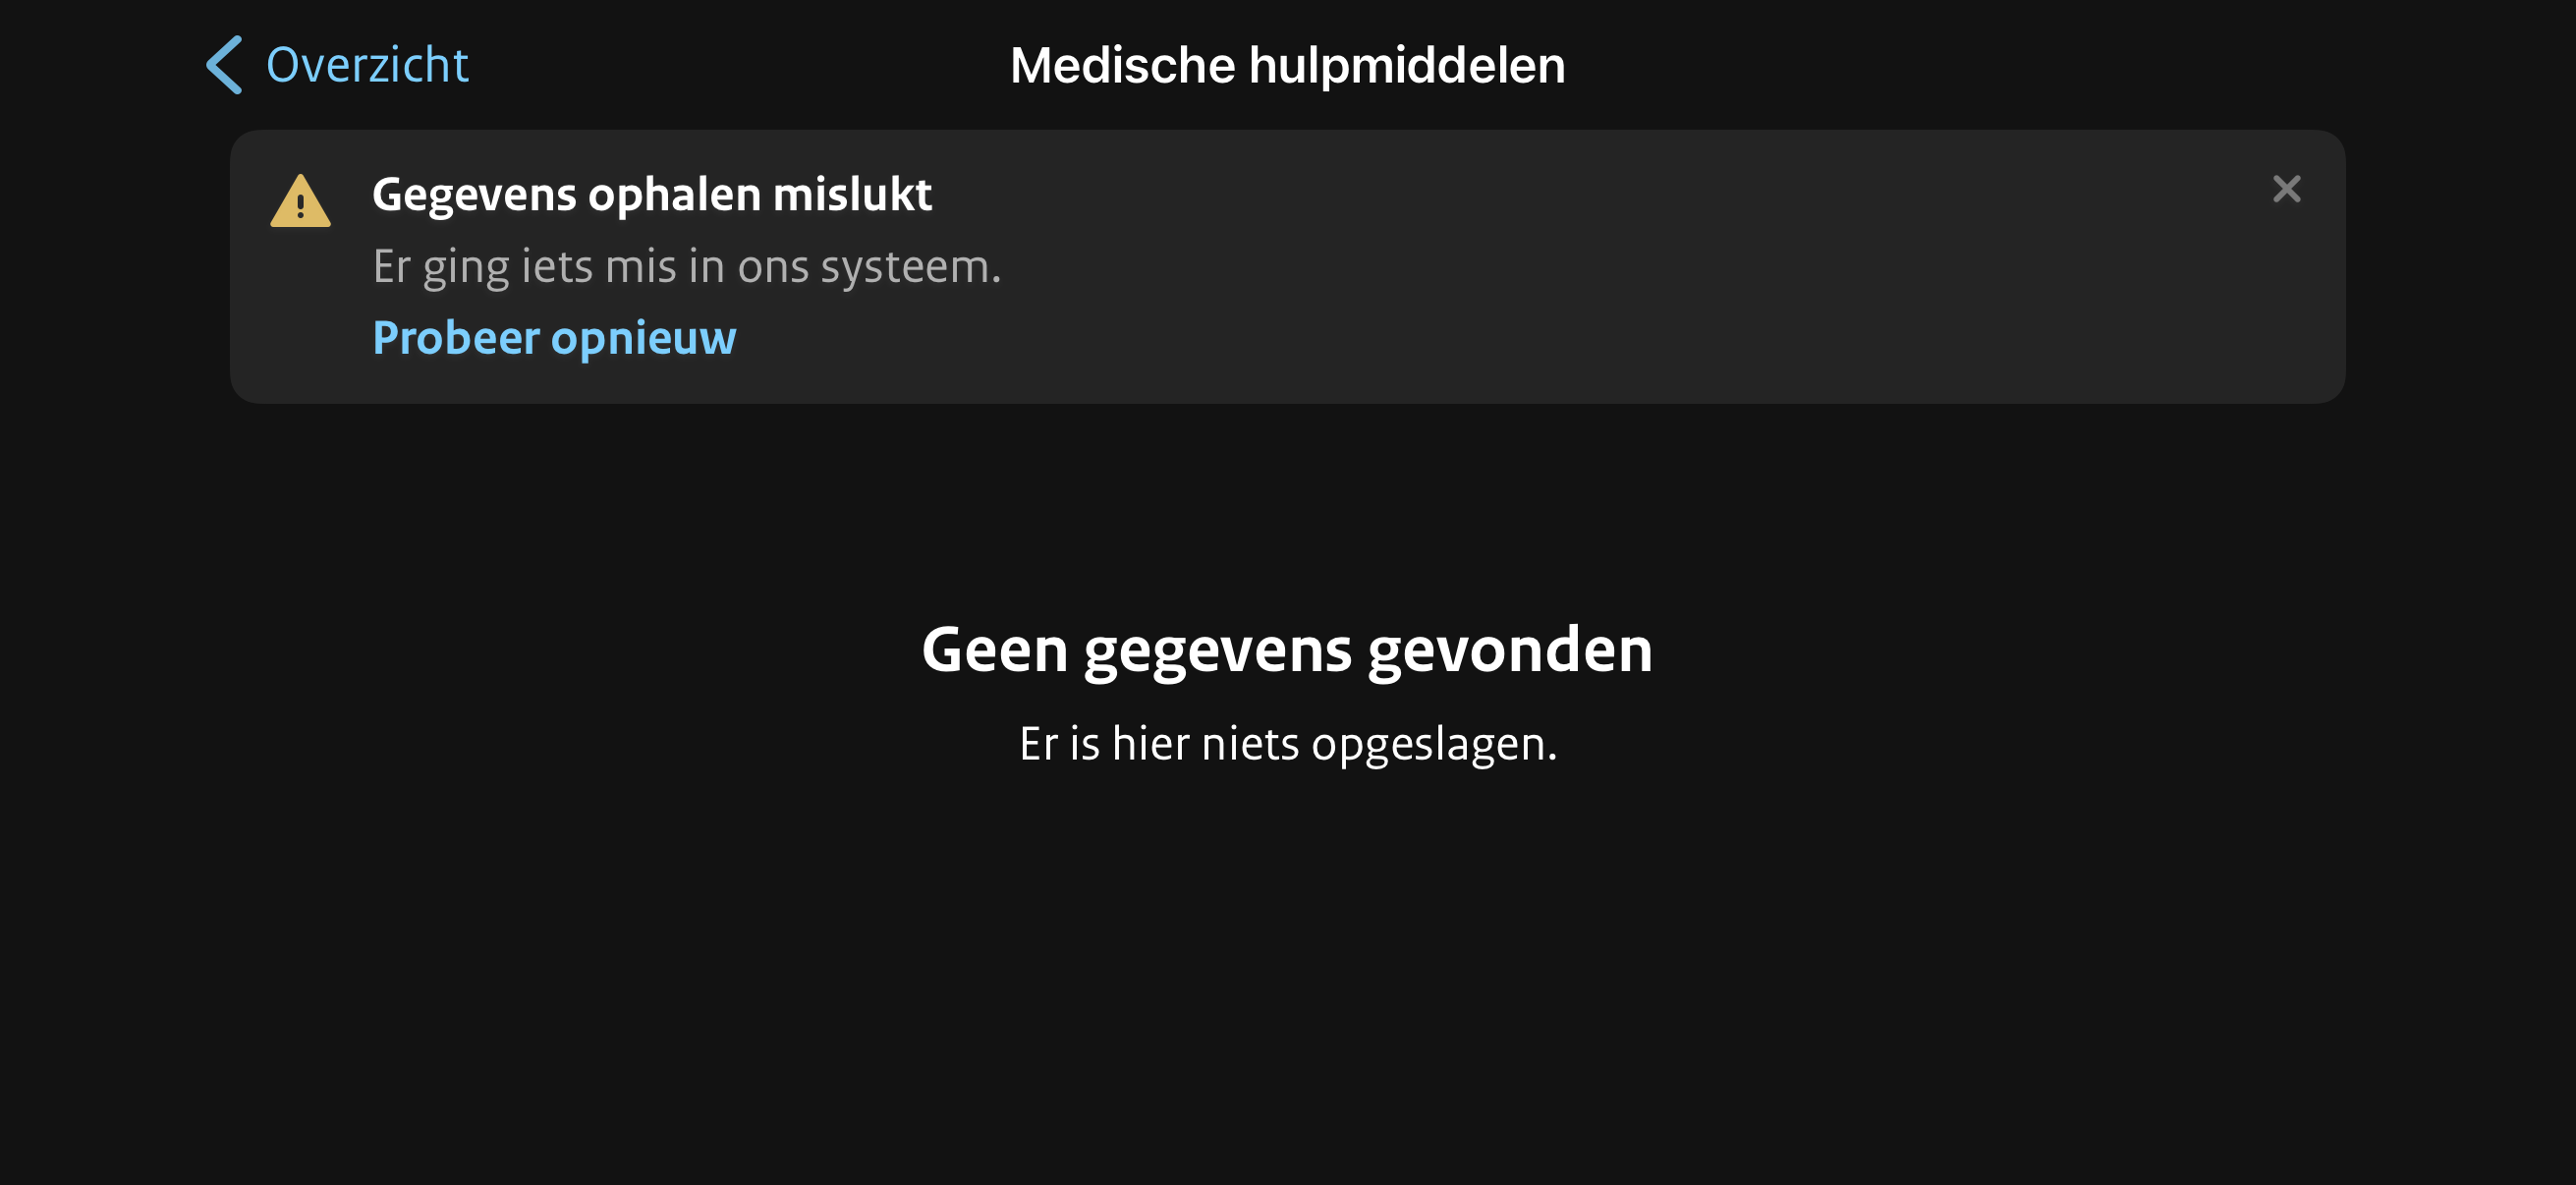 Overzicht
Medische hulpmiddelen
Gegevens ophalen mislukt
Er ging iets mis in ons systeem.
Probeer opnieuw
Geen gegevens gevonden
Er is hier niets opgeslagen.